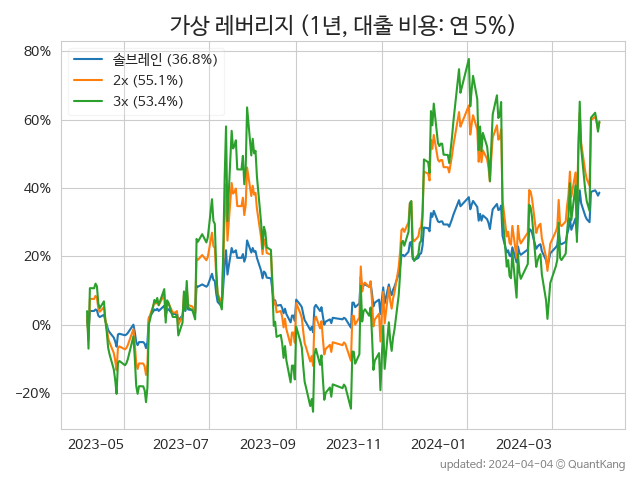 가상 레버리지 (1년, 대출 비용: 연 5%)
80%
60%
40%
20%
0%
−20%
솔브레인 (36.8%)
2x (55.1%)
3x (53.4%)
2023-05 2023-07 2023-09 2023-11 2024-01 2024-03
updated: 2024-04-04 © QuantKang